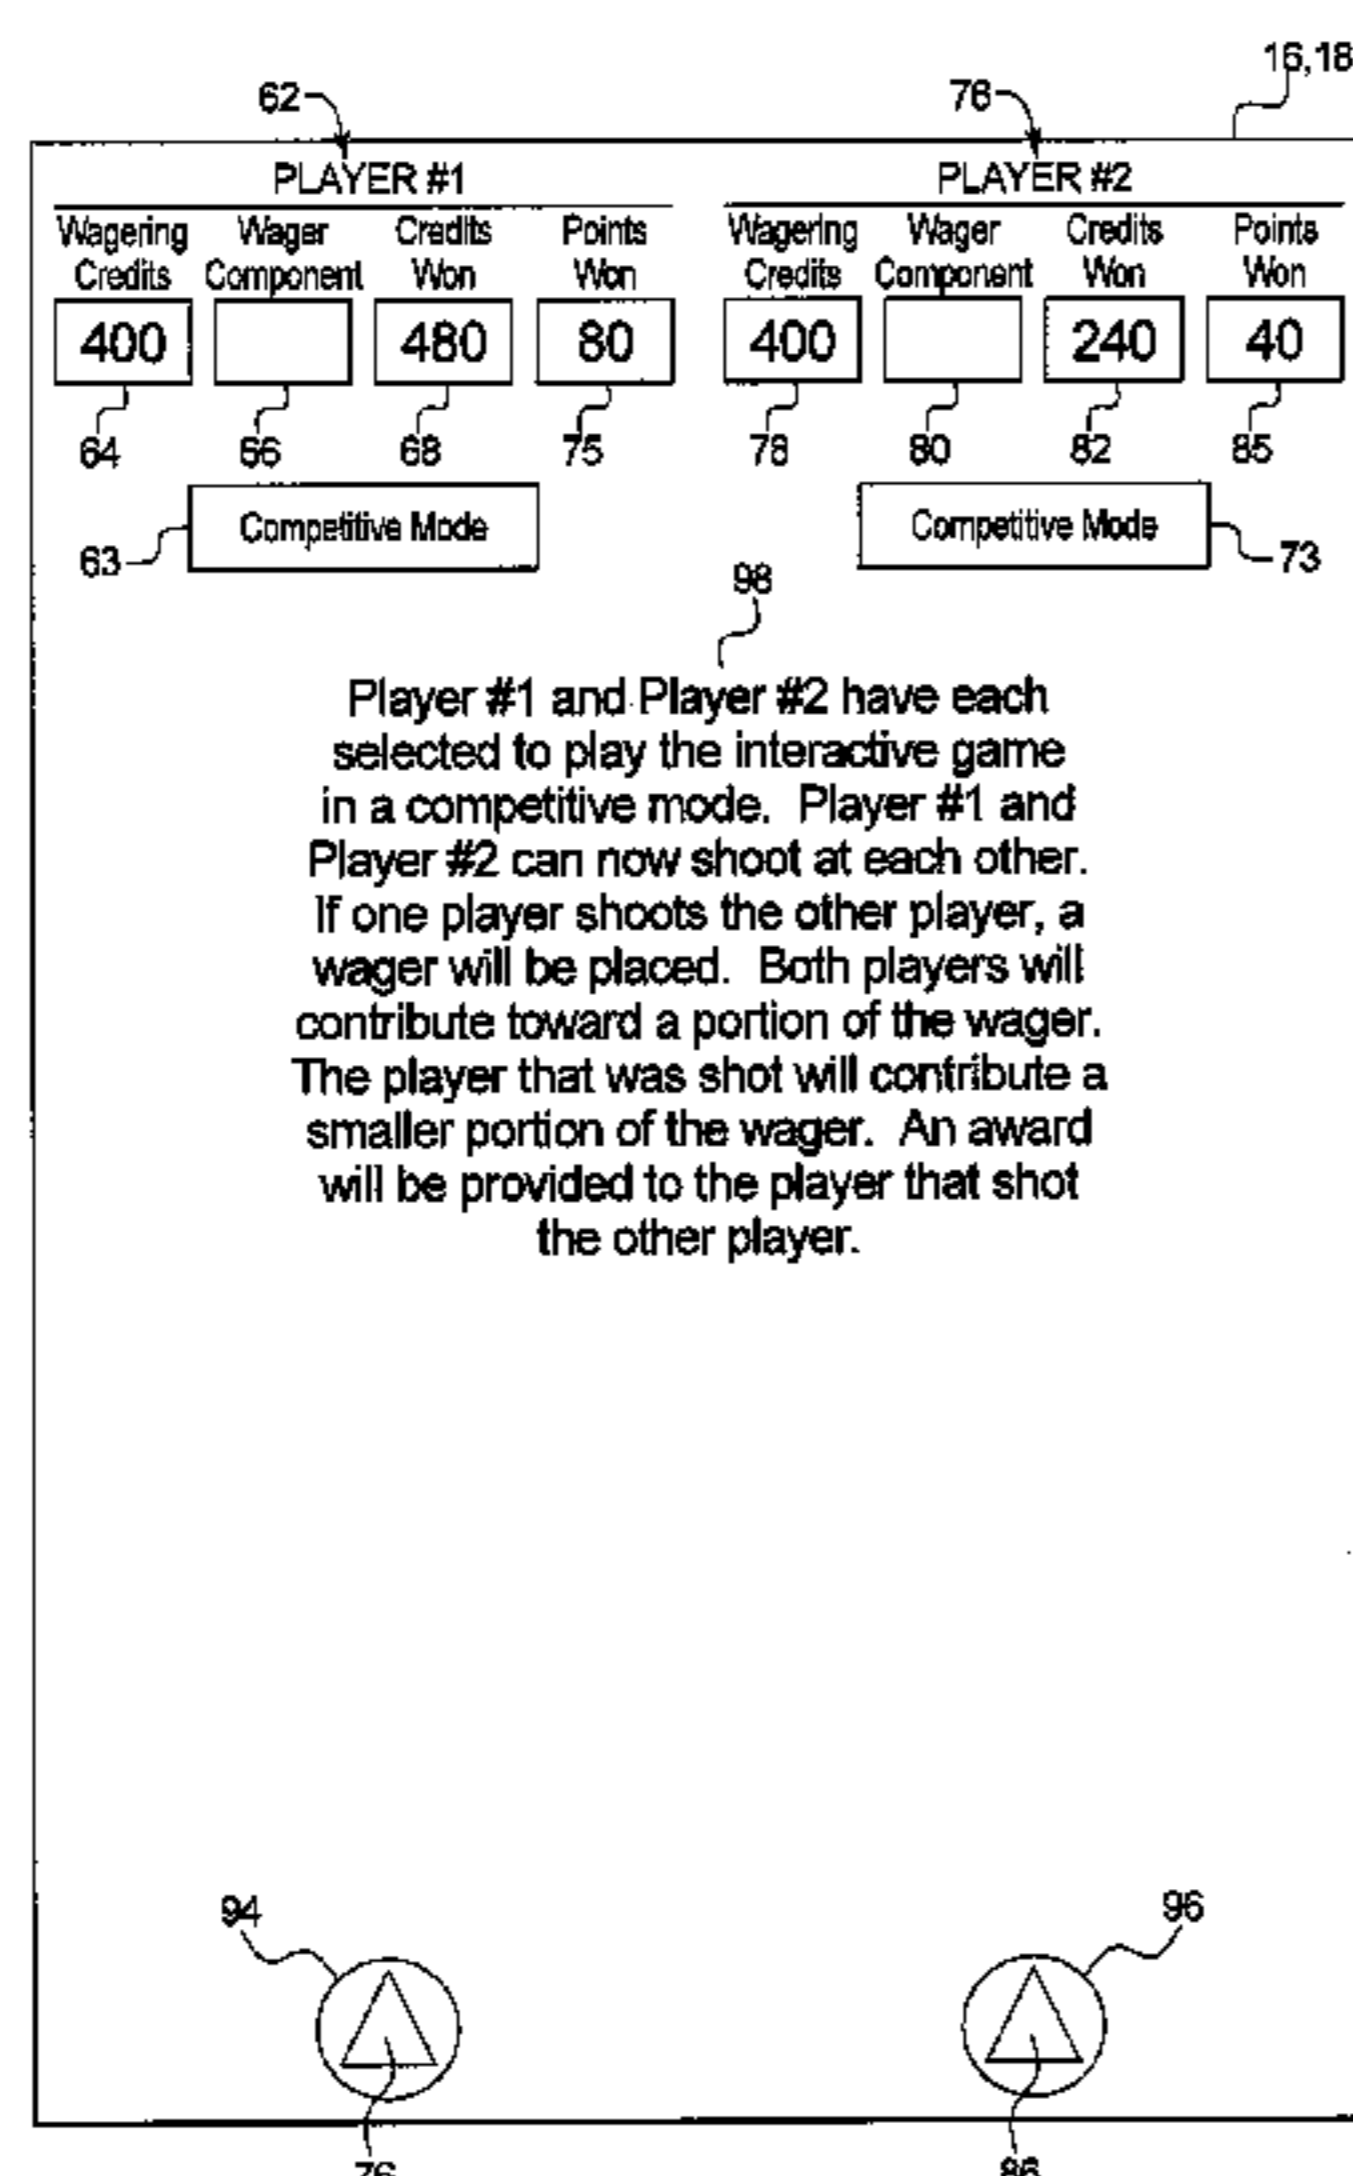 16,18
62 76
PLAYER #1 PLAYER #2
Wagering Wager Credits Points Wagering Wager Credits Points
Credits Component Won Won Credits Component Won Won
400 480 80 400 240 40
64 66 68 75 78 80 82 85
Competitive Mode Competitive Mode
63 73
98
Player #1 and Player #2 have each
selected to play the interactive game
in a competitive mode. Player #1 and
Player #2 can now shoot at each other.
If one player shoots the other player, a
wager will be placed. Both players will
contribute toward a portion of the wager.
The player that was shot will contribute a
smaller portion of the wager. An award
will be provided to the player that shot
the other player.
94 96
76 86